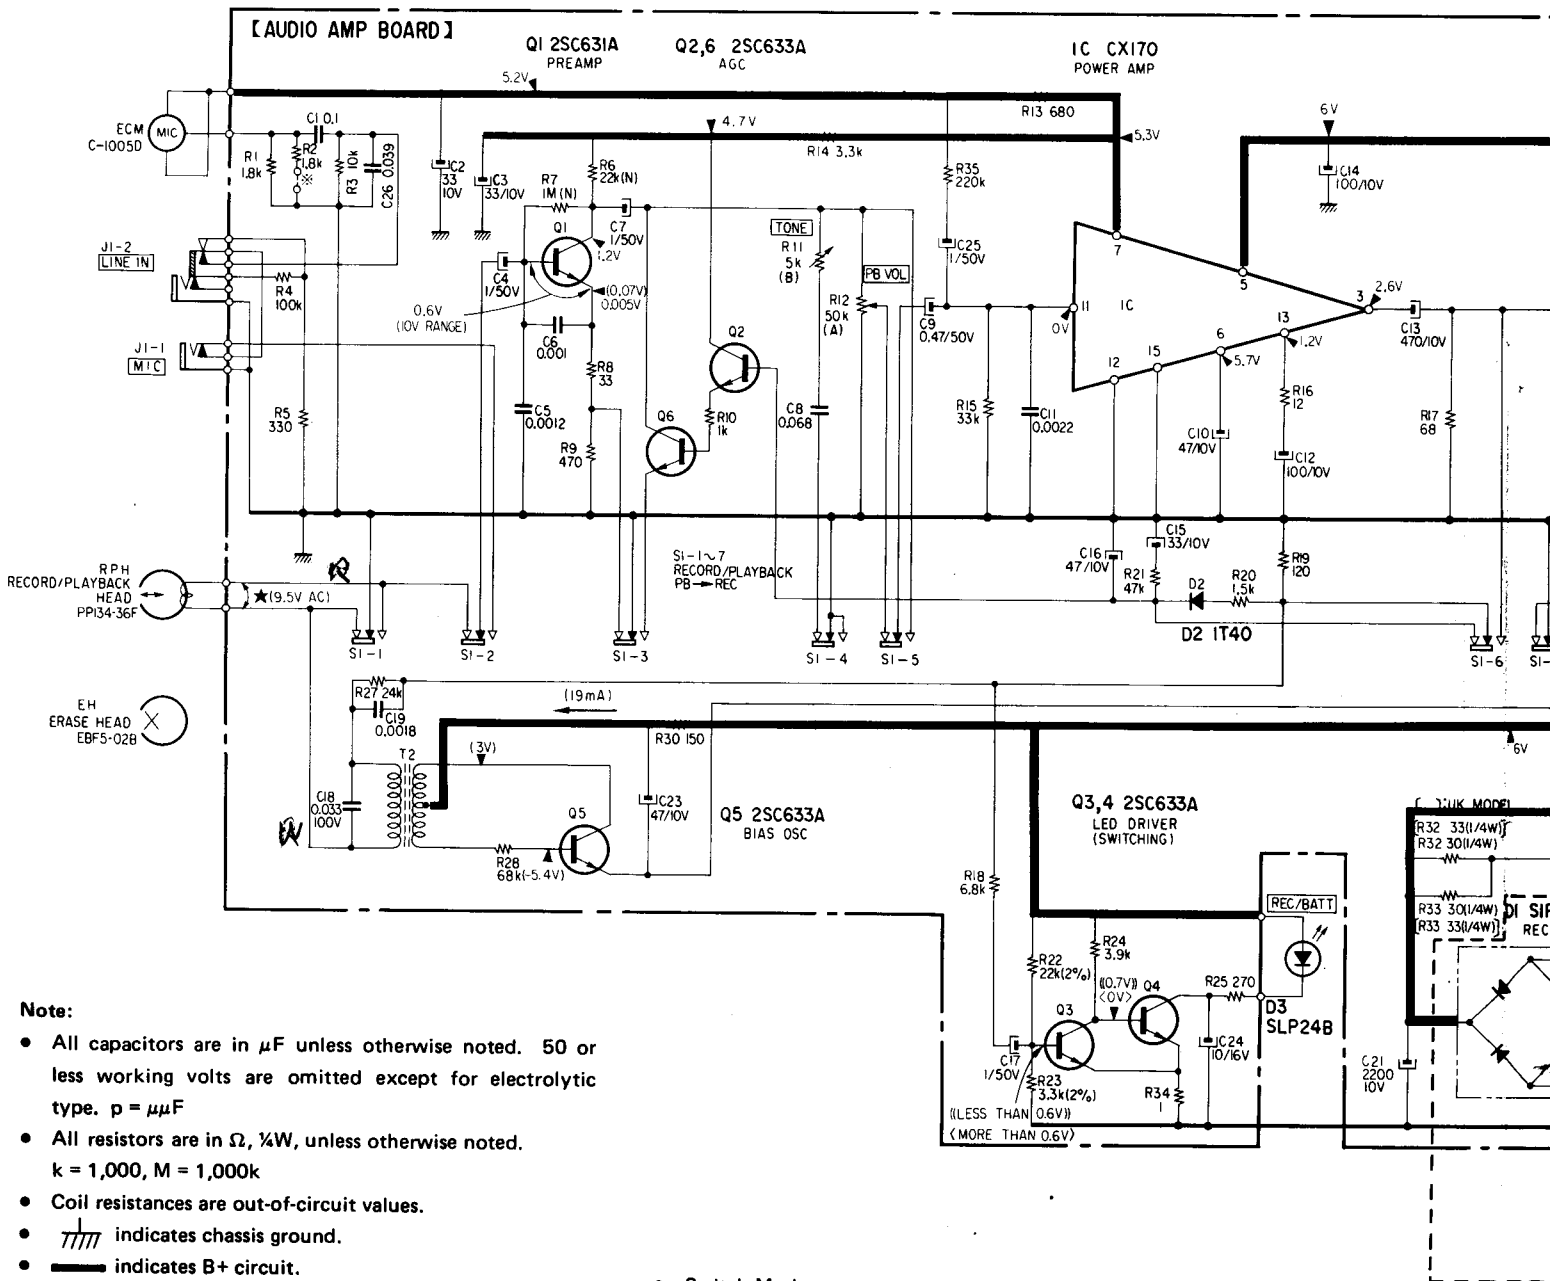 【AUDIO AMP BOARD】
Q1 2SC631A
PREAMP
Q2,6 2SC633A
AGC
IC CX170
POWER AMP
5.2V
4.7V
R13 680
5.3V
6V
ECM
C-1005D
MIC
C1 0.1
R1
1.8k
R2
1.8k
※
R3 10k
C26 0.039
C2
33
10V
C3
33/10V
R7
1M(N)
R6
22k(N)
R14 3.3k
R35
220k
C14
100/10V
J1-2
LINE IN
R4
100k
C4
1/50V
Q1
C7
1/50V
1.2V
(0.07V)
0.005V
0.6V
(10V RANGE)
TONE
R11
5k
(B)
PB VOL
R12
50k
(A)
C25
1/50V
C9
0.47/50V
0V
11
IC
7
5
3
2.6V
13
1.2V
6
5.7V
15
12
C13
470/10V
J1-1
MIC
C6
0.001
R8
33
Q2
R10
1k
Q6
C8
0.068
R5
330
C5
0.0012
R9
470
R15
33k
C11
0.0022
C10
47/10V
R16
12
C12
100/10V
R17
68
RPH
RECORD/PLAYBACK
HEAD
PP134-36F
★(9.5V AC)
S1-1~7
RECORD/PLAYBACK
PB→REC
C16
47/10V
C15
33/10V
R21
47k
D2
R20
1.5k
R19
120
D2 1T40
S1-1
S1-2
S1-3
S1-4
S1-5
S1-6
S1-
EH
ERASE HEAD
EBF5-02B
R27 24k
C19
0.0018
(19mA)
R30 150
6V
T2
(3V)
C18
0.033
100V
Q5
R28
68k
(-5.4V)
C23
47/10V
Q5 2SC633A
BIAS OSC
Q3,4 2SC633A
LED DRIVER
(SWITCHING)
R18
6.8k
REC/BATT
[ ]:UK MODEL
[R32 33(1/4W)]
R32 30(1/4W)
R33 30(1/4W)
[R33 33(1/4W)]
D1 SIR
REC
R22
22k(2%)
R24
3.9k
((0.7V))
<0V>
Q4
Q3
R25 270
D3
SLP24B
C17
1/50V
R23
3.3k(2%)
R34
1
C24
10/16V
C21
2200
10V
((LESS THAN 0.6V))
<MORE THAN 0.6V>
Note:
● All capacitors are in μF unless otherwise noted. 50 or
less working volts are omitted except for electrolytic
type. p = μμF
● All resistors are in Ω, ¼W, unless otherwise noted.
k = 1,000, M = 1,000k
● Coil resistances are out-of-circuit values.
● indicates chassis ground.
● indicates B+ circuit.